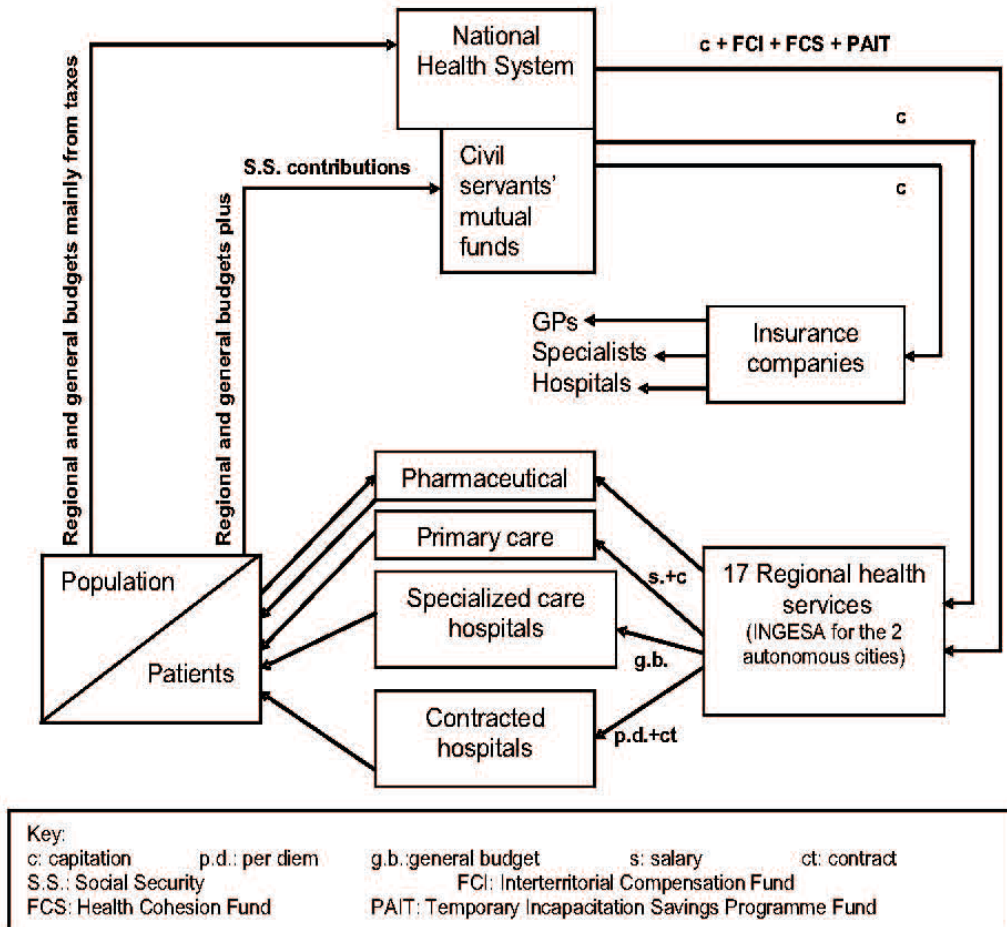 National
Health System
c + FCI + FCS + PAIT
c
S.S. contributions
Civil
servants'
mutual
funds
c
Regional and general budgets mainly from taxes
Regional and general budgets plus
GPs
Specialists
Hospitals
Insurance
companies
Pharmaceutical
Primary care
s.+c
Specialized care
hospitals
g.b.
Contracted
hospitals
p.d.+ct
17 Regional health
services
(INGESA for the 2
autonomous cities)
Population
Patients
Key:
c: capitation p.d.: per diem g.b.:general budget s: salary ct: contract
S.S.: Social Security FCI: Interterritorial Compensation Fund
FCS: Health Cohesion Fund PAIT: Temporary Incapacitation Savings Programme Fund